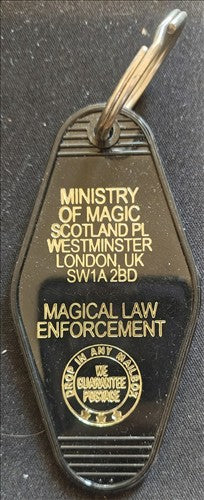 MINISTRY
OF MAGIC
SCOTLAND PL
WESTMINSTER
LONDON, UK
SW1A 2BD
MAGICAL LAW
ENFORCEMENT
DROP IN ANY MAILBOX
WE
GUARANTEE
POSTAGE